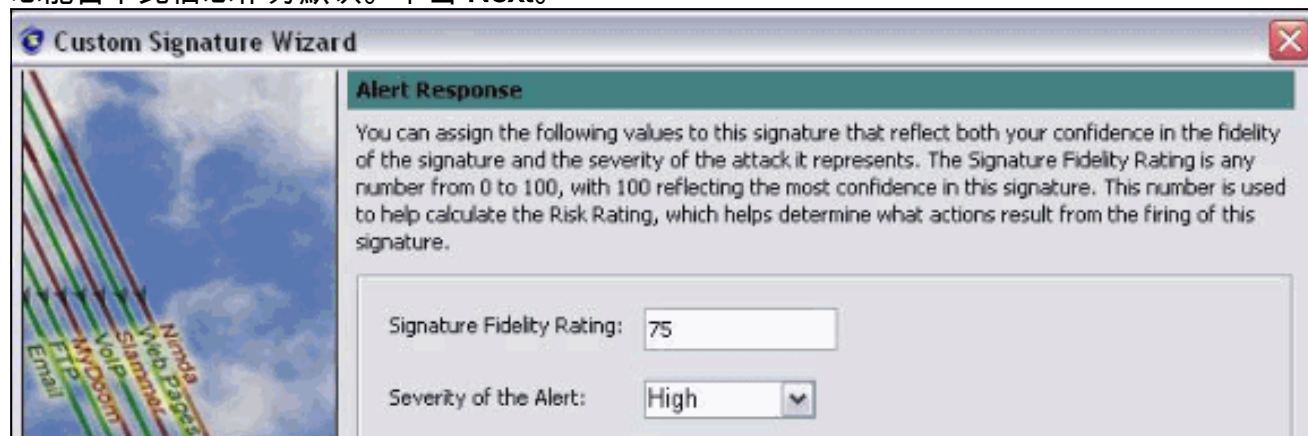 Custom Signature Wizard
Alert Response
You can assign the following values to this signature that reflect both your confidence in the fidelity
of the signature and the severity of the attack it represents. The Signature Fidelity Rating is any
number from 0 to 100, with 100 reflecting the most confidence in this signature. This number is used
to help calculate the Risk Rating, which helps determine what actions result from the firing of this
signature.
Signature Fidelity Rating: 75
Severity of the Alert: High
Nimda
Web Pages
Slammer
VoIP
MyDoom
FTP
Email